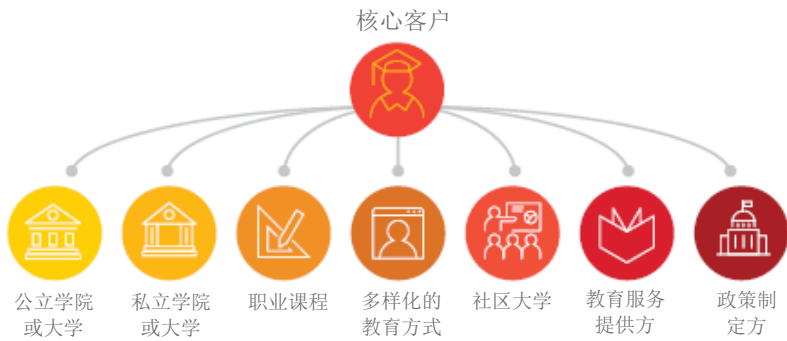 核心客户
公立学院
或大学
私立学院
或大学
职业课程
多样化的
教育方式
社区大学
教育服务
提供方
政策制
定方